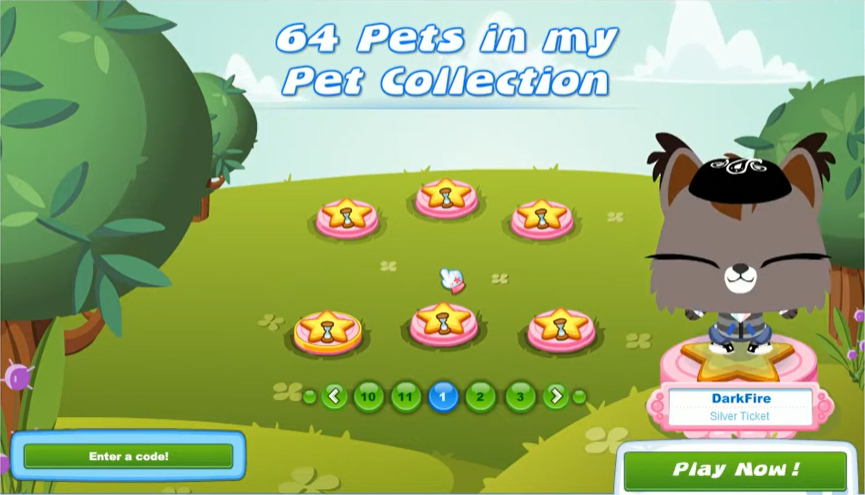 64 Pets in my
Pet Collection
10 11 1 2 3
DarkFire
Silver Ticket
Enter a code!
Play Now!